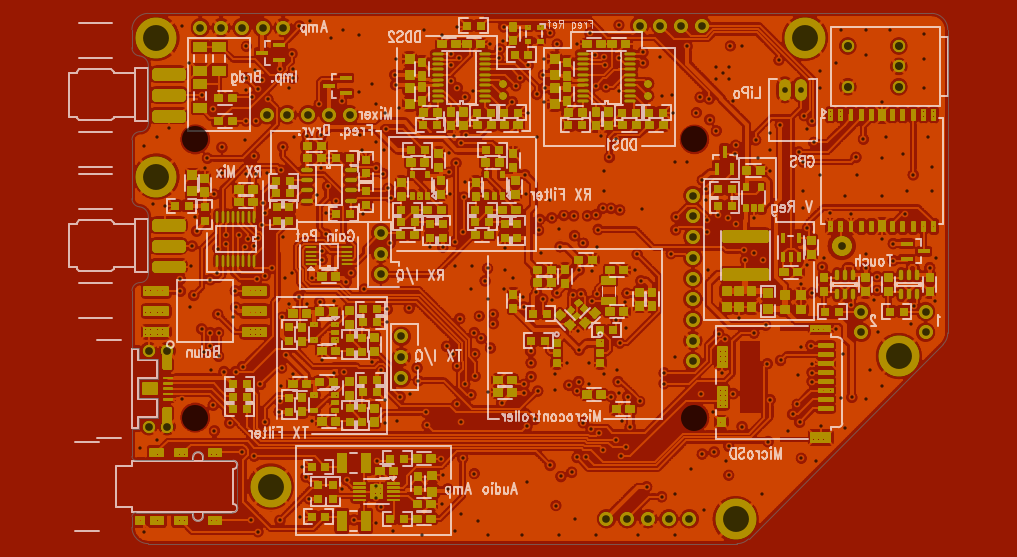 Amp
DDS2
Freq Ref
Imp. Brdg
LiPo
Mixer
Freq. Drvr.
DDS1
GPS
RX Mix
RX Filter
V Reg
Gain Pot
RX I/Q
Touch
2
1
Balun
TX I/Q
Microcontroller
TX Filter
MicroSD
Audio Amp